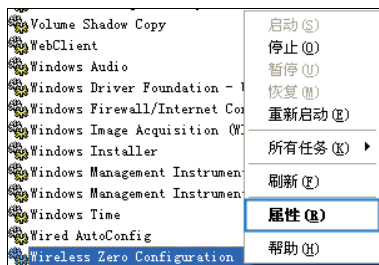 Volume Shadow Copy
WebClient
Windows Audio
Windows Driver Foundation -
Windows Firewall/Internet Co
Windows Image Acquisition (W
Windows Installer
Windows Management Instrumen
Windows Management Instrumen
Windows Time
Wired AutoConfig
Wireless Zero Configuration
启动(S)
停止(O)
暂停(U)
恢复(M)
重新启动(E)
所有任务(K)
刷新(F)
属性(R)
帮助(H)